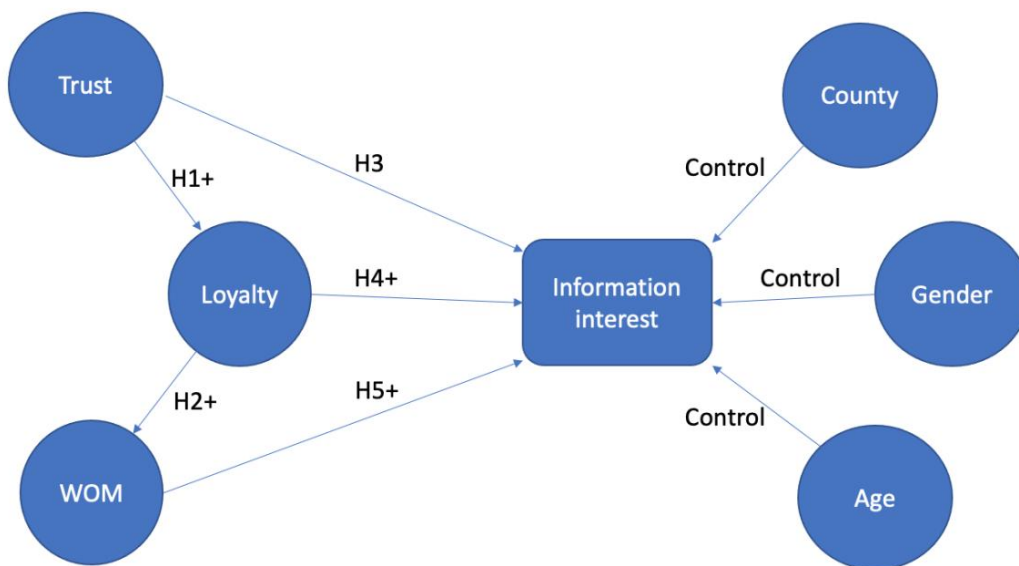 Trust
County
H3
Control
H1+
Loyalty
H4+
Information
interest
Control
Gender
H2+
H5+
Control
WOM
Age